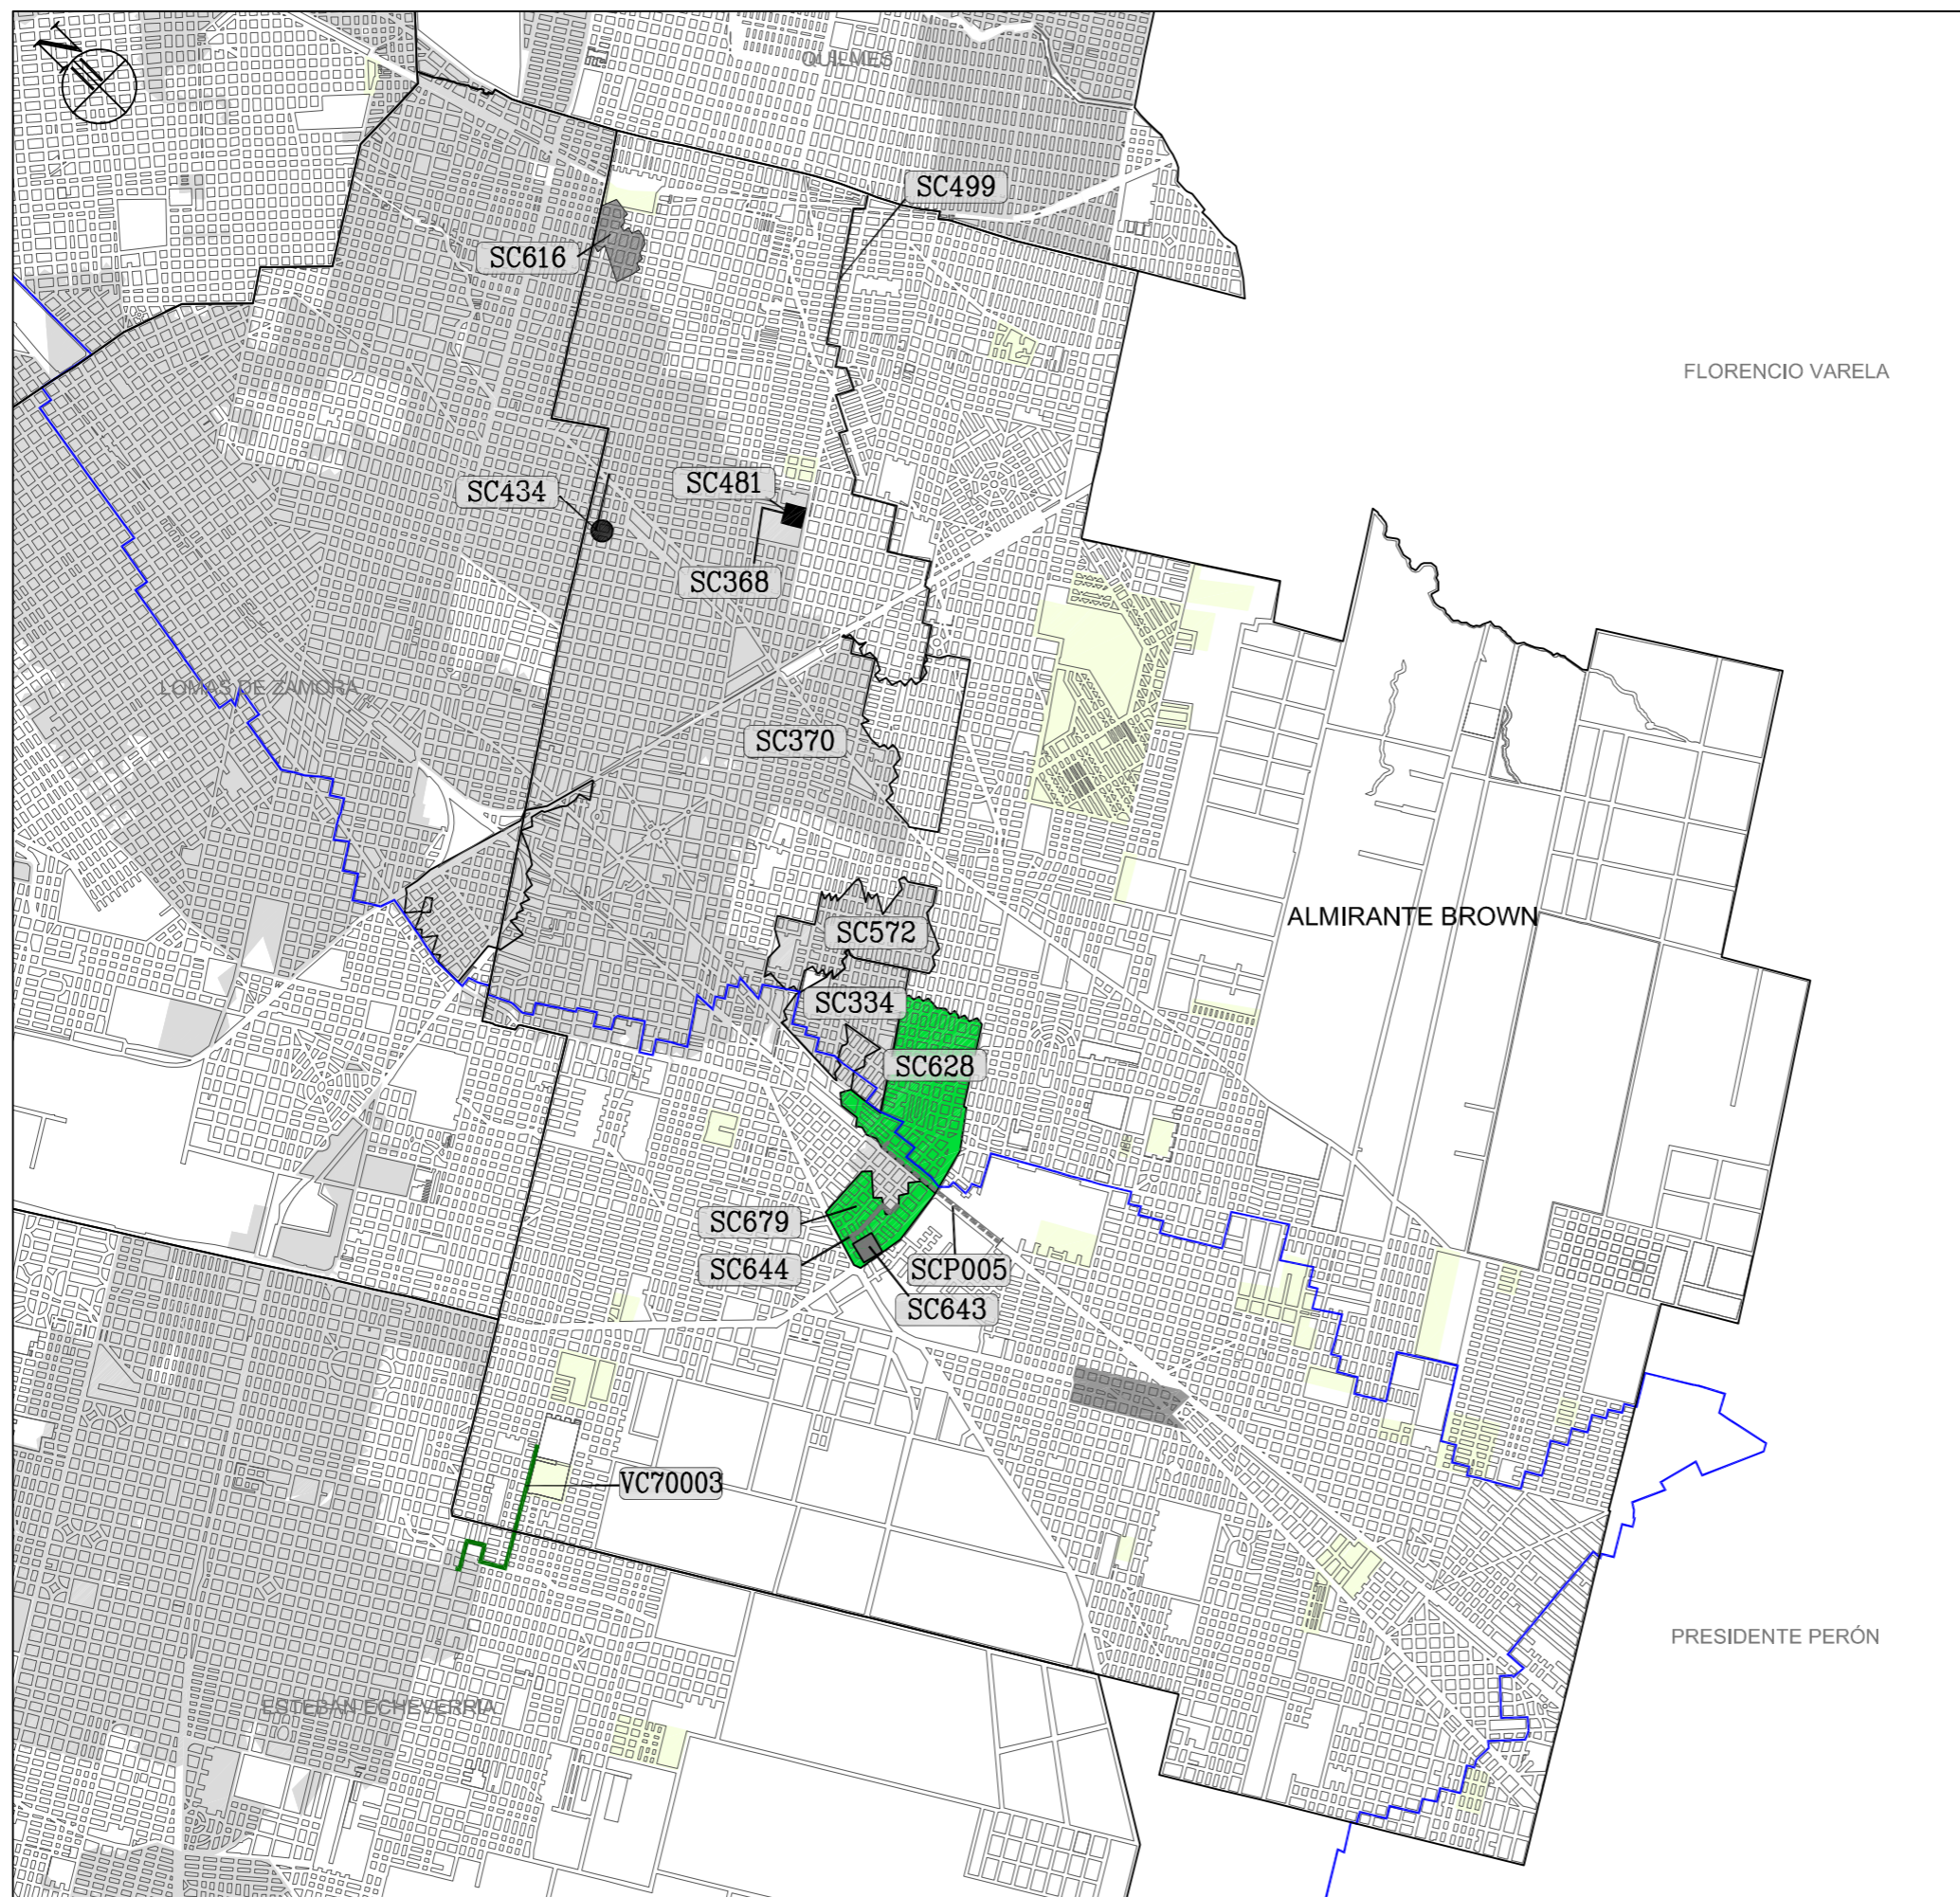 N
QUILMES
SC499
SC616
FLORENCIO VARELA
SC481
SC434
SC368
LOMAS DE ZAMORA
SC370
ALMIRANTE BROWN
SC572
SC334
SC628
SC679
SC644
SCP005
SC643
VC70003
PRESIDENTE PERÓN
ESTEBAN ECHEVERRÍA